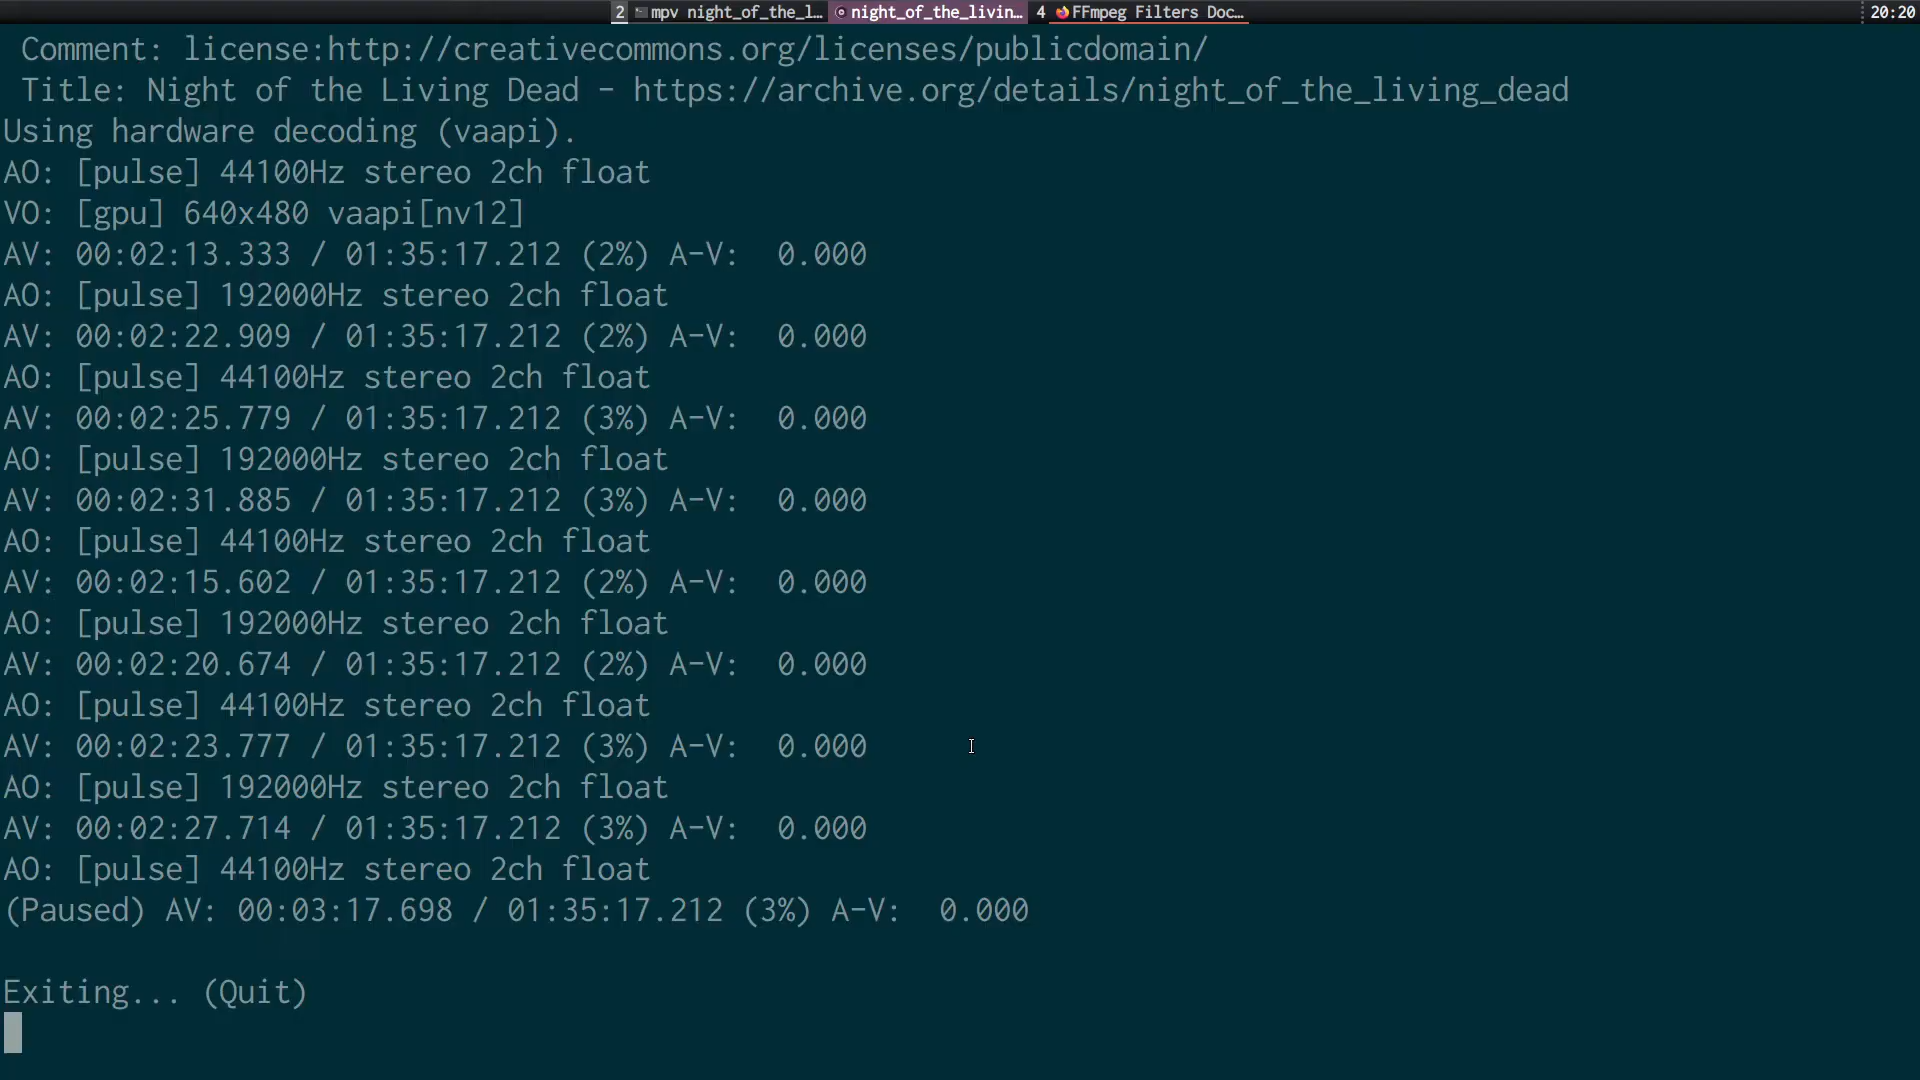 2 mpv night_of_the_l… night_of_the_livin… 4 FFmpeg Filters Doc… 20:20
Comment: license:http://creativecommons.org/licenses/publicdomain/
Title: Night of the Living Dead - https://archive.org/details/night_of_the_living_dead
Using hardware decoding (vaapi).
AO: [pulse] 44100Hz stereo 2ch float
VO: [gpu] 640x480 vaapi[nv12]
AV: 00:02:13.333 / 01:35:17.212 (2%) A-V:  0.000
AO: [pulse] 192000Hz stereo 2ch float
AV: 00:02:22.909 / 01:35:17.212 (2%) A-V:  0.000
AO: [pulse] 44100Hz stereo 2ch float
AV: 00:02:25.779 / 01:35:17.212 (3%) A-V:  0.000
AO: [pulse] 192000Hz stereo 2ch float
AV: 00:02:31.885 / 01:35:17.212 (3%) A-V:  0.000
AO: [pulse] 44100Hz stereo 2ch float
AV: 00:02:15.602 / 01:35:17.212 (2%) A-V:  0.000
AO: [pulse] 192000Hz stereo 2ch float
AV: 00:02:20.674 / 01:35:17.212 (2%) A-V:  0.000
AO: [pulse] 44100Hz stereo 2ch float
AV: 00:02:23.777 / 01:35:17.212 (3%) A-V:  0.000
AO: [pulse] 192000Hz stereo 2ch float
AV: 00:02:27.714 / 01:35:17.212 (3%) A-V:  0.000
AO: [pulse] 44100Hz stereo 2ch float
(Paused) AV: 00:03:17.698 / 01:35:17.212 (3%) A-V:  0.000
Exiting... (Quit)